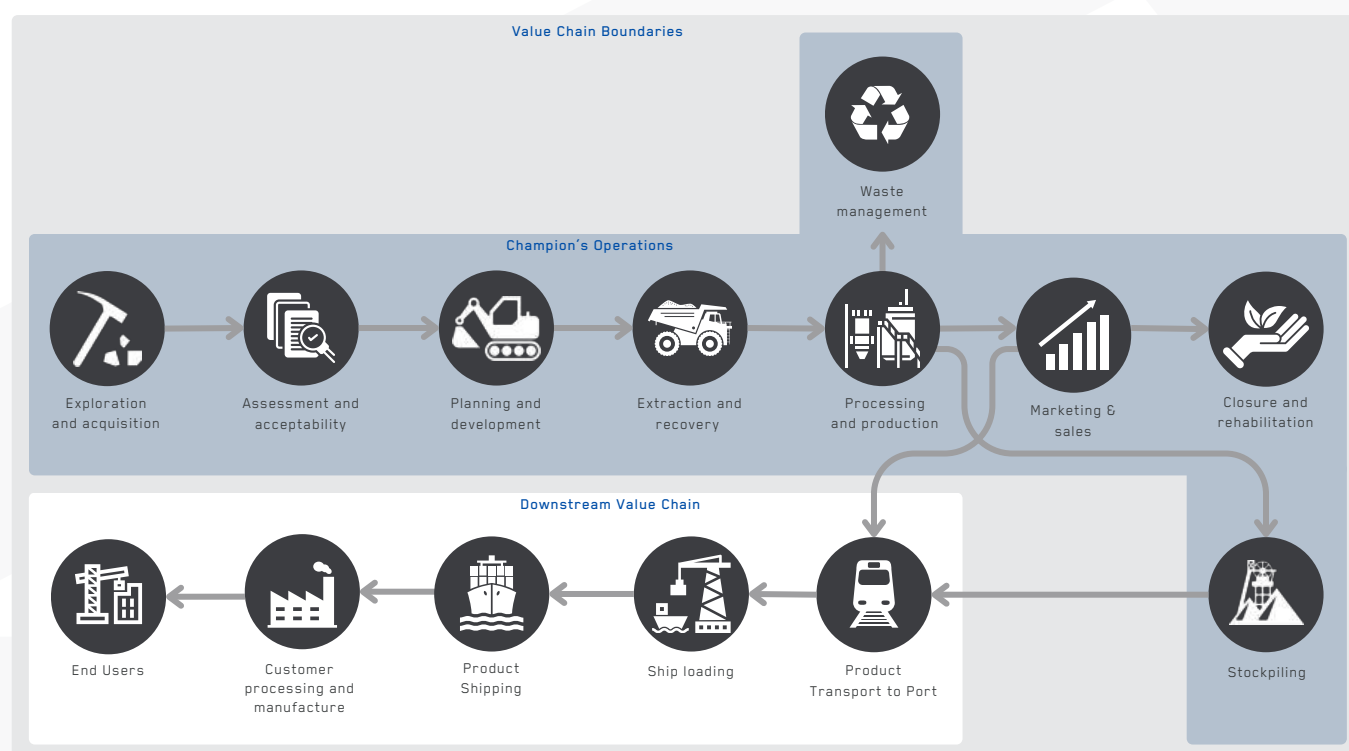 Value Chain Boundaries
Waste
management
Champion's Operations
Exploration
and acquisition
Assessment and
acceptability
Planning and
development
Extraction and
recovery
Processing
and production
Marketing &
sales
Closure and
rehabilitation
Downstream Value Chain
End Users
Customer
processing and
manufacture
Product
Shipping
Ship loading
Product
Transport to Port
Stockpiling